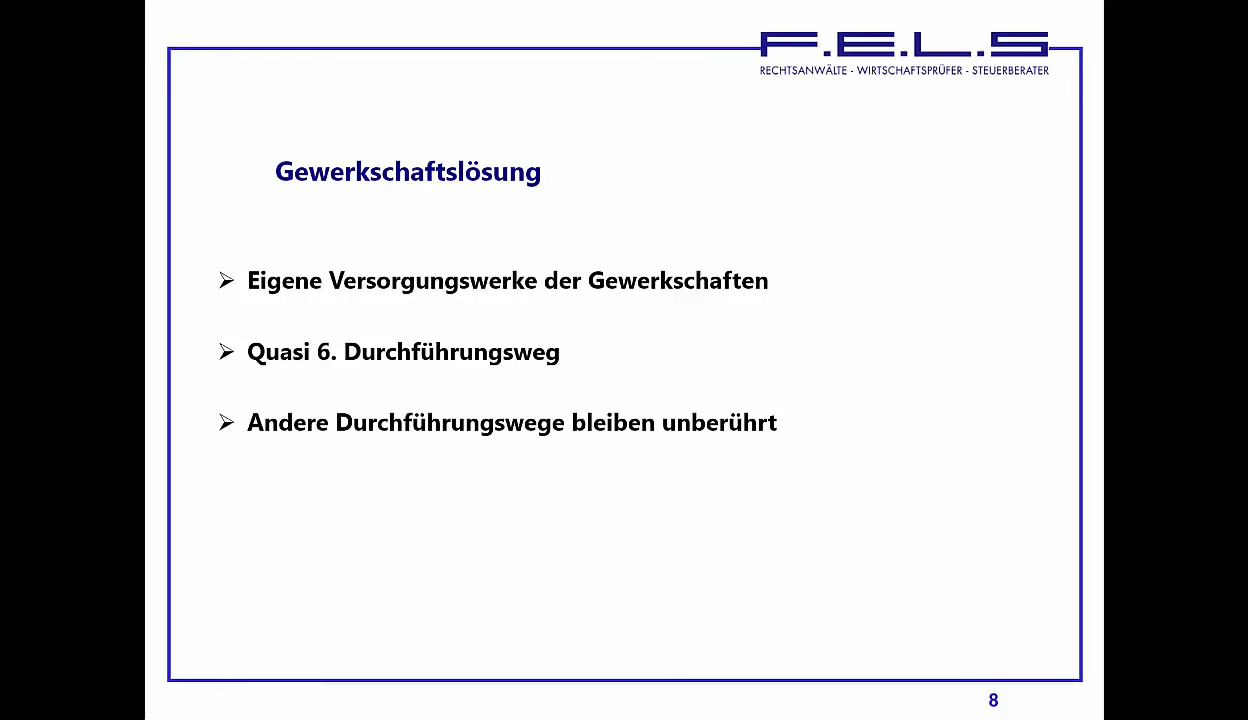 F.E.L.S
RECHTSANWÄLTE - WIRTSCHAFTSPRÜFER - STEUERBERATER
Gewerkschaftslösung
Eigene Versorgungswerke der Gewerkschaften
Quasi 6. Durchführungsweg
Andere Durchführungswege bleiben unberührt
8